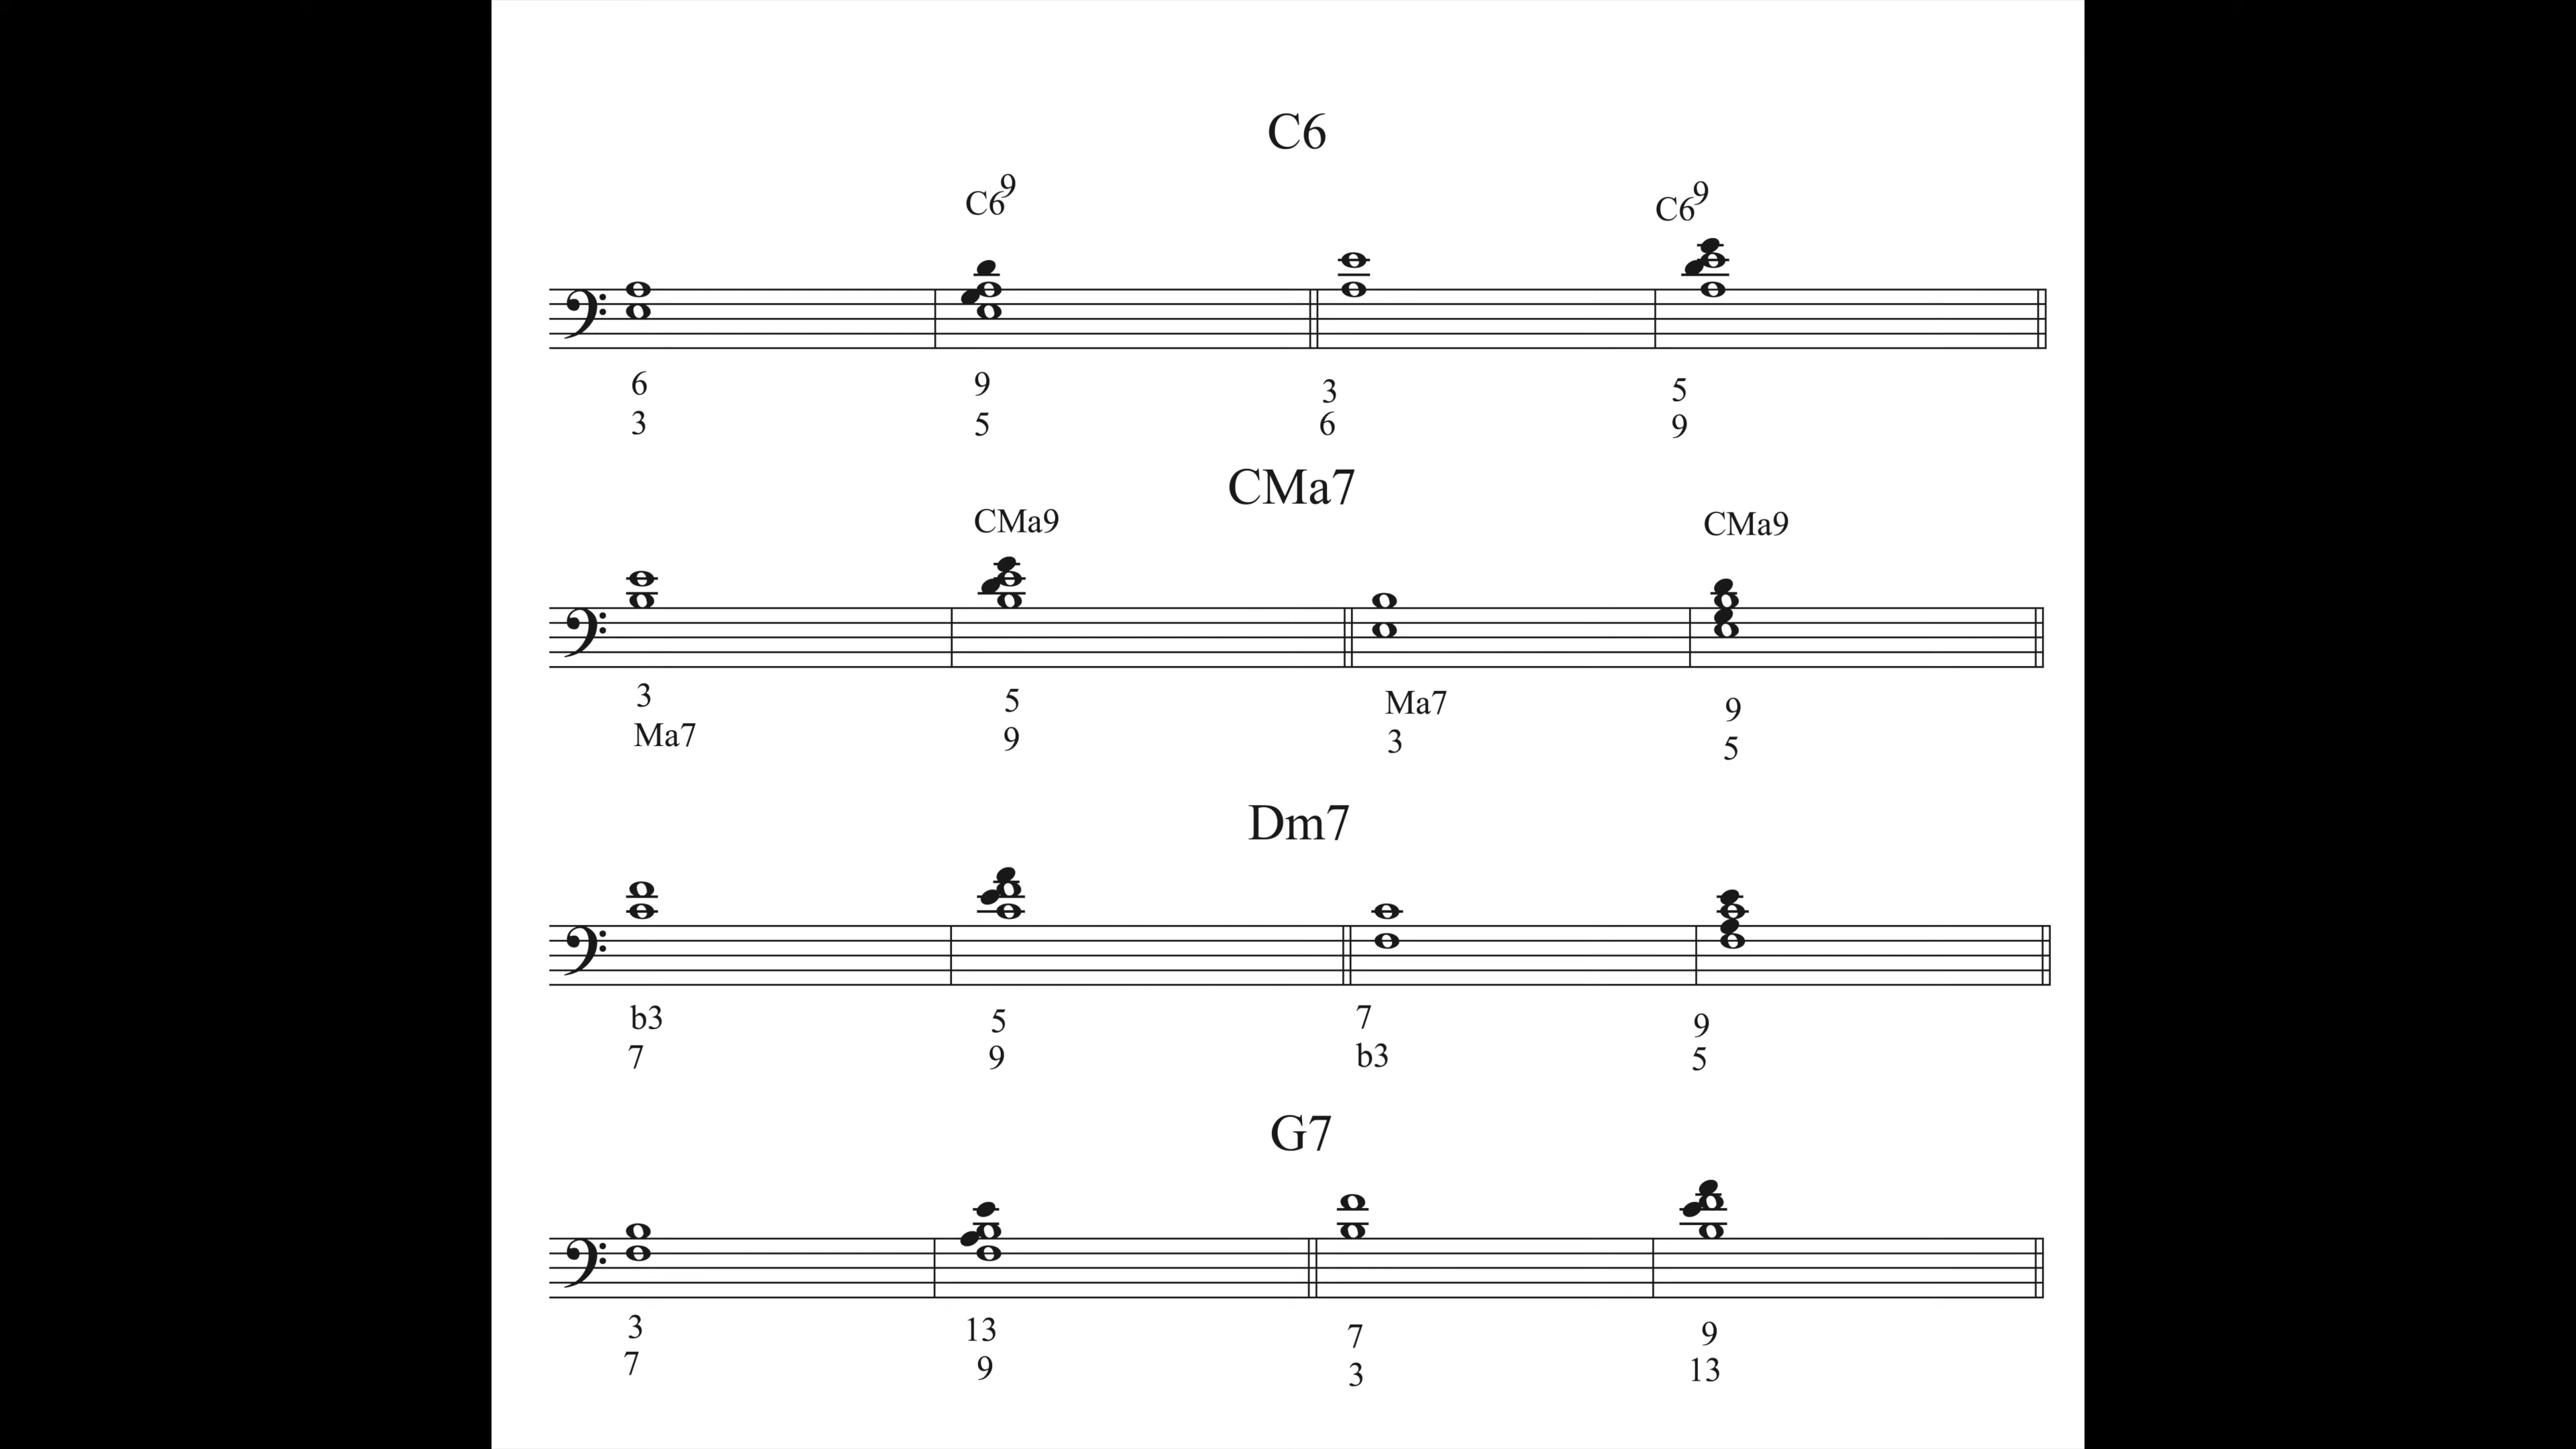 C6
C6⁹ C6⁹
6 9 3 5
3 5 6 9
CMa7
CMa9 CMa9
3 5 Ma7 9
Ma7 9 3 5
Dm7
b3 5 7 9
7 9 b3 5
G7
3 13 7 9
7 9 3 13